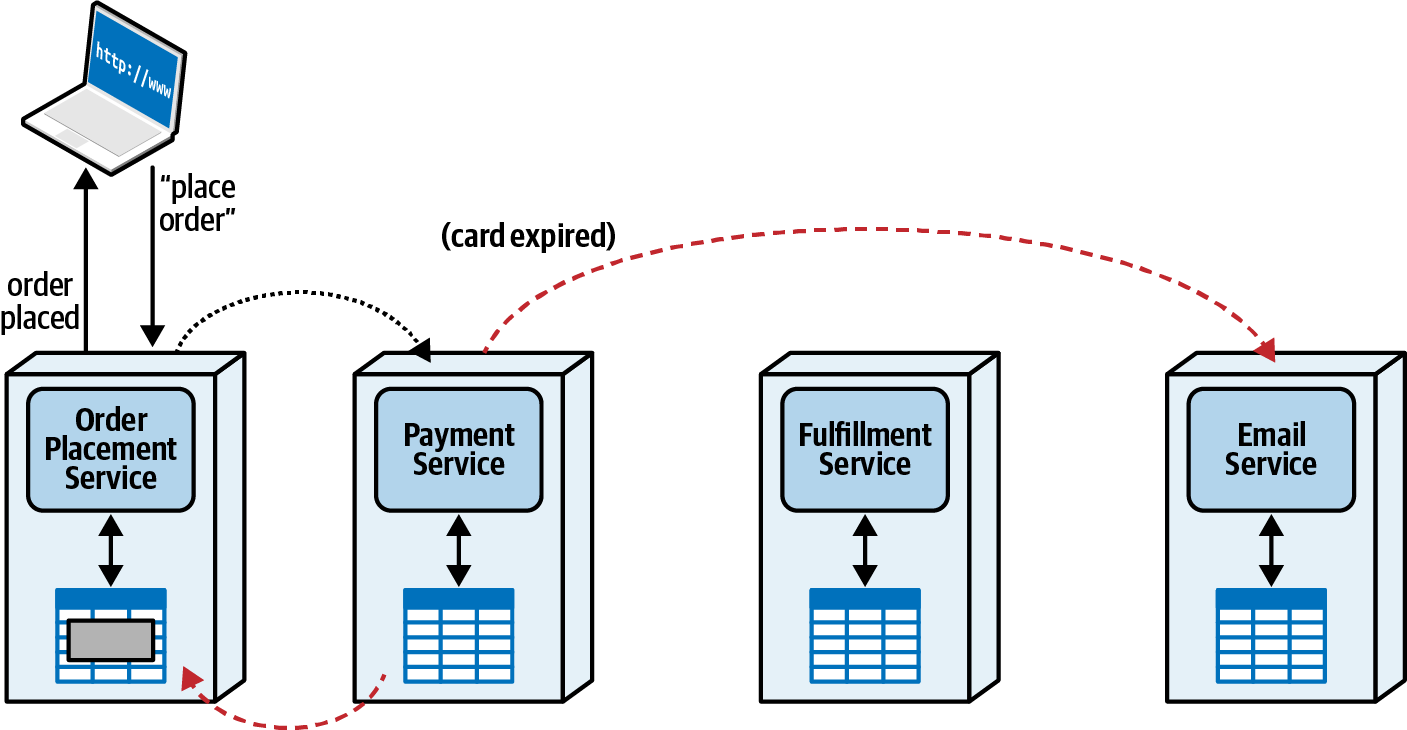 http://www
“place
order”
order
placed
(card expired)
Order
Placement
Service
Payment
Service
Fulfillment
Service
Email
Service